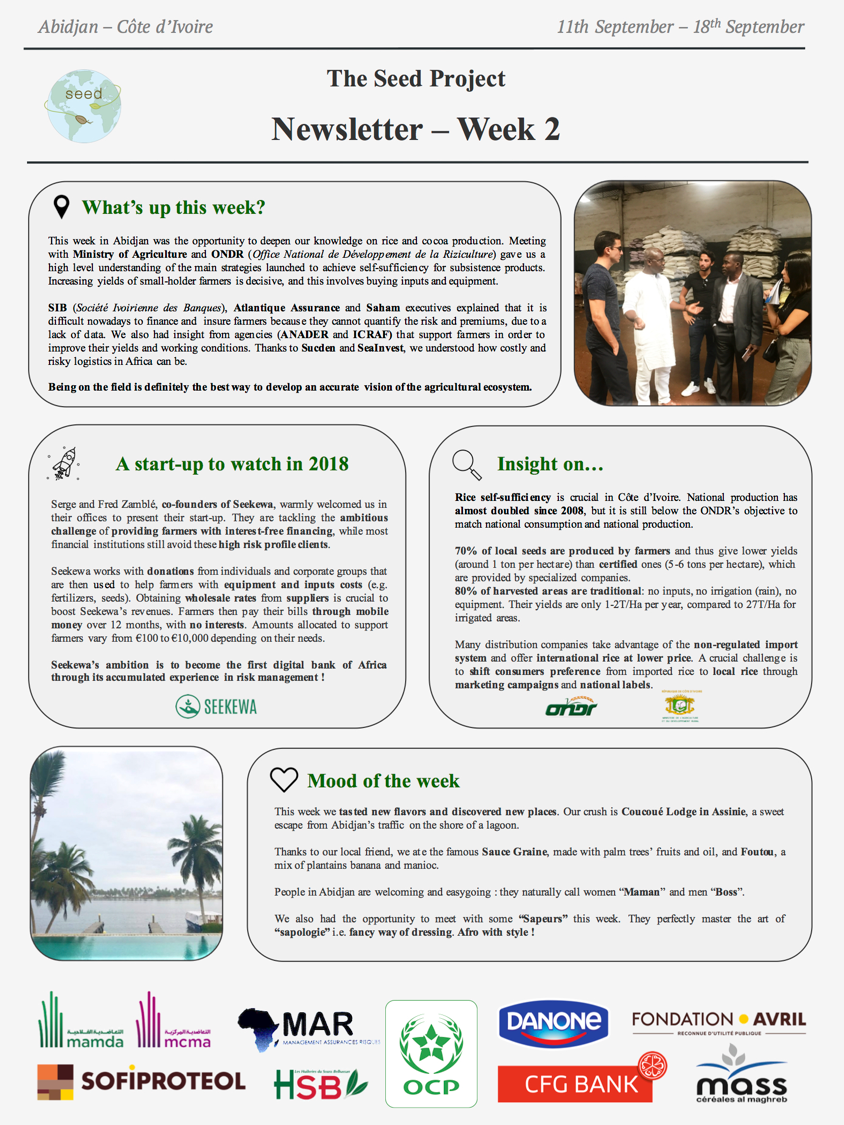 Abidjan – Côte d’Ivoire
11th September – 18th September
seed
The Seed Project
Newsletter – Week 2
What’s up this week?
This week in Abidjan was the opportunity to deepen our knowledge on rice and cocoa production. Meeting
with Ministry of Agriculture and ONDR (Office National de Développement de la Riziculture) gave us a
high level understanding of the main strategies launched to achieve self-sufficiency for subsistence products.
Increasing yields of small-holder farmers is decisive, and this involves buying inputs and equipment.
SIB (Société Ivoirienne des Banques), Atlantique Assurance and Saham executives explained that it is
difficult nowadays to finance and insure farmers because they cannot quantify the risk and premiums, due to a
lack of data. We also had insight from agencies (ANADER and ICRAF) that support farmers in order to
improve their yields and working conditions. Thanks to Sucden and SeaInvest, we understood how costly and
risky logistics in Africa can be.
Being on the field is definitely the best way to develop an accurate vision of the agricultural ecosystem.
A start-up to watch in 2018
Serge and Fred Zamblé, co-founders of Seekewa, warmly welcomed us in
their offices to present their start-up. They are tackling the ambitious
challenge of providing farmers with interest-free financing, while most
financial institutions still avoid these high risk profile clients.
Seekewa works with donations from individuals and corporate groups that
are then used to help farmers with equipment and inputs costs (e.g.
fertilizers, seeds). Obtaining wholesale rates from suppliers is crucial to
boost Seekewa’s revenues. Farmers then pay their bills through mobile
money over 12 months, with no interests. Amounts allocated to support
farmers vary from €100 to €10,000 depending on their needs.
Seekewa’s ambition is to become the first digital bank of Africa
through its accumulated experience in risk management !
SEEKEWA
Insight on…
Rice self-sufficiency is crucial in Côte d’Ivoire. National production has
almost doubled since 2008, but it is still below the ONDR’s objective to
match national consumption and national production.
70% of local seeds are produced by farmers and thus give lower yields
(around 1 ton per hectare) than certified ones (5-6 tons per hectare), which
are provided by specialized companies.
80% of harvested areas are traditional: no inputs, no irrigation (rain), no
equipment. Their yields are only 1-2T/Ha per year, compared to 27T/Ha for
irrigated areas.
Many distribution companies take advantage of the non-regulated import
system and offer international rice at lower price. A crucial challenge is
to shift consumers preference from imported rice to local rice through
marketing campaigns and national labels.
ONDR
Mood of the week
This week we tasted new flavors and discovered new places. Our crush is Coucoué Lodge in Assinie, a sweet
escape from Abidjan’s traffic on the shore of a lagoon.
Thanks to our local friend, we ate the famous Sauce Graine, made with palm trees’ fruits and oil, and Foutou, a
mix of plantains banana and manioc.
People in Abidjan are welcoming and easygoing : they naturally call women “Maman” and men “Boss”.
We also had the opportunity to meet with some “Sapeurs” this week. They perfectly master the art of
“sapologie” i.e. fancy way of dressing. Afro with style !
التعاضدية الفلاحية
mamda
التعاضدية المركزية
mcma
MAR
MANAGEMENT ASSURANCES RISQUES
OCP
DANONE
FONDATION AVRIL
RECONNUE D’UTILITÉ PUBLIQUE
SOFIPROTEOL
HSB
CFG BANK
mass
céréales al maghreb